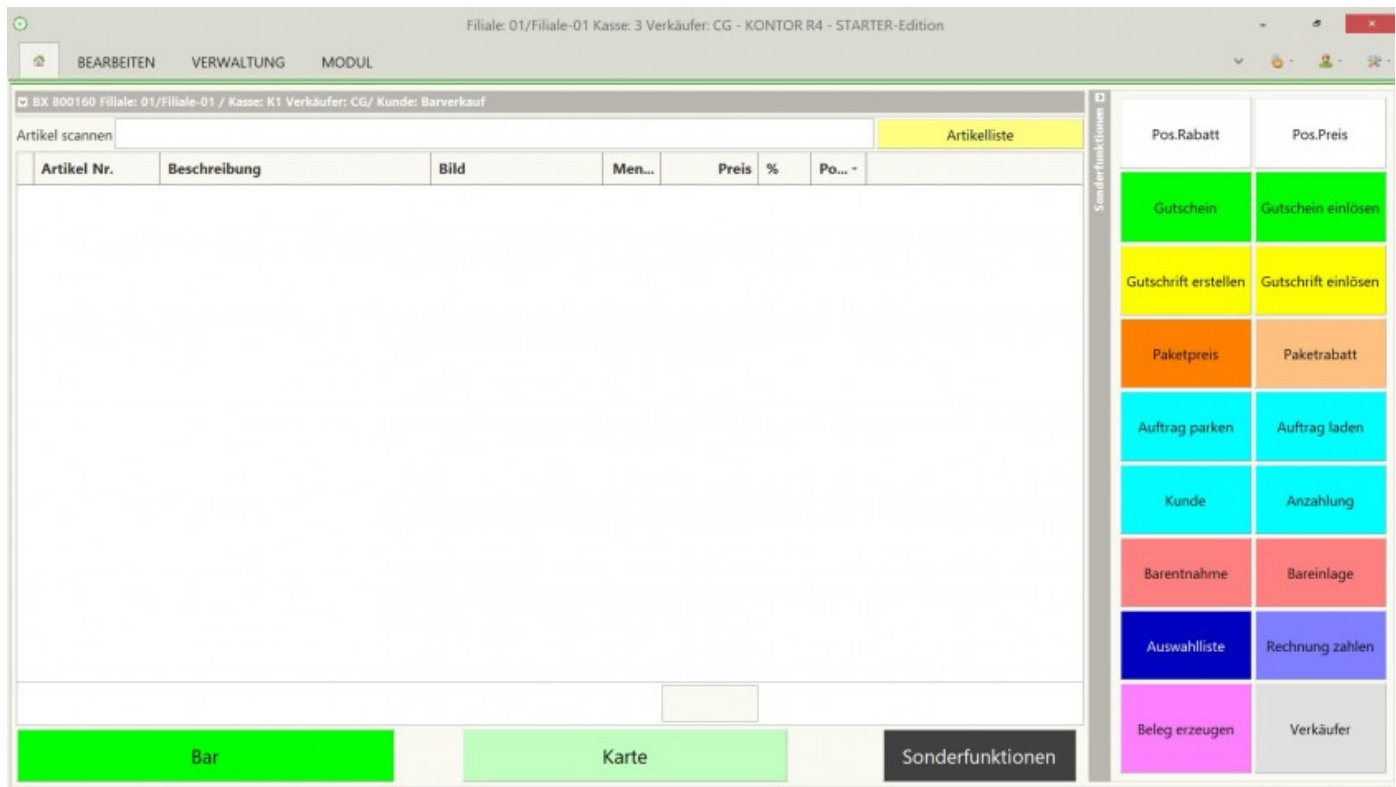 Filiale: 01/Filiale-01 Kasse: 3 Verkäufer: CG - KONTOR R4 - STARTER-Edition
BEARBEITEN VERWALTUNG MODUL
BX 800160 Filiale: 01/Filiale-01 / Kasse: K1 Verkäufer: CG/ Kunde: Barverkauf
Artikel scannen Artikelliste
Artikel Nr. Beschreibung Bild Men... Preis % Po...
Bar Karte Sonderfunktionen
Sonderfunktionen
Pos.Rabatt Pos.Preis
Gutschein Gutschein einlösen
Gutschrift erstellen Gutschrift einlösen
Paketpreis Paketrabatt
Auftrag parken Auftrag laden
Kunde Anzahlung
Barentnahme Bareinlage
Auswahlliste Rechnung zahlen
Beleg erzeugen Verkäufer